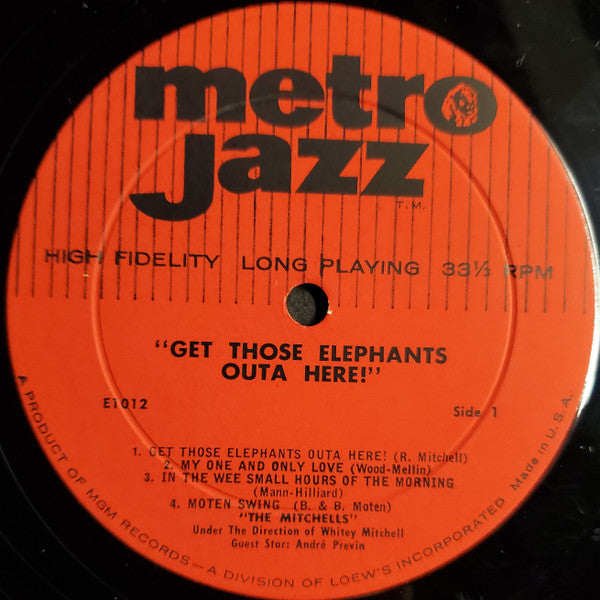 metro
jazz
T.M.
HIGH FIDELITY LONG PLAYING 33⅓ RPM
"GET THOSE ELEPHANTS
OUTA HERE!"
E1012 Side 1
1. GET THOSE ELEPHANTS OUTA HERE! (R. Mitchell)
2. MY ONE AND ONLY LOVE (Wood-Mellin)
3. IN THE WEE SMALL HOURS OF THE MORNING
(Mann-Hilliard)
4. MOTEN SWING (B. & B. Moten)
"THE MITCHELLS"
Under The Direction of Whitey Mitchell
Guest Star: André Previn
A PRODUCT OF MGM RECORDS—A DIVISION OF LOEW'S INCORPORATED Made in U.S.A.